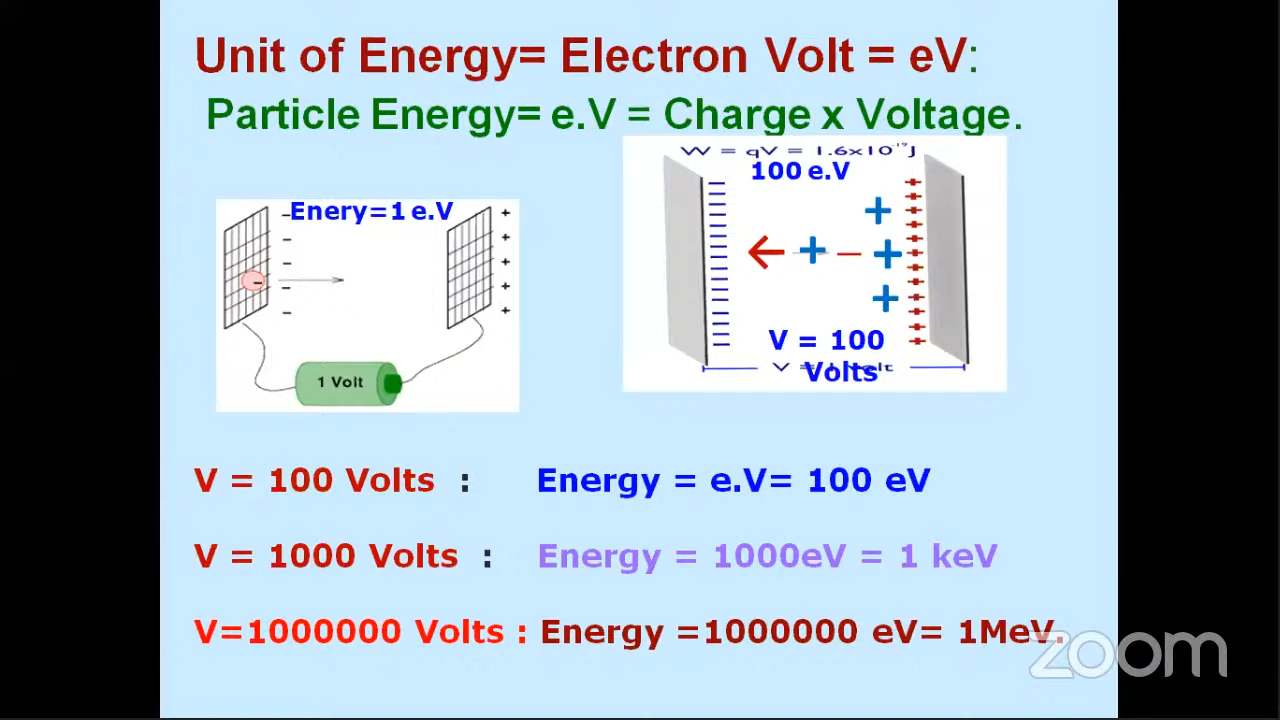 Unit of Energy= Electron Volt = eV:
Particle Energy= e.V = Charge x Voltage.
W = qV = 1.6x10⁻¹⁹J
100 e.V
Enery=1 e.V
1 Volt
V = 100
Volts
V = 1 Volt
V = 100 Volts : Energy = e.V= 100 eV
V = 1000 Volts : Energy = 1000eV = 1 keV
V=1000000 Volts : Energy =1000000 eV= 1MeV.
zoom